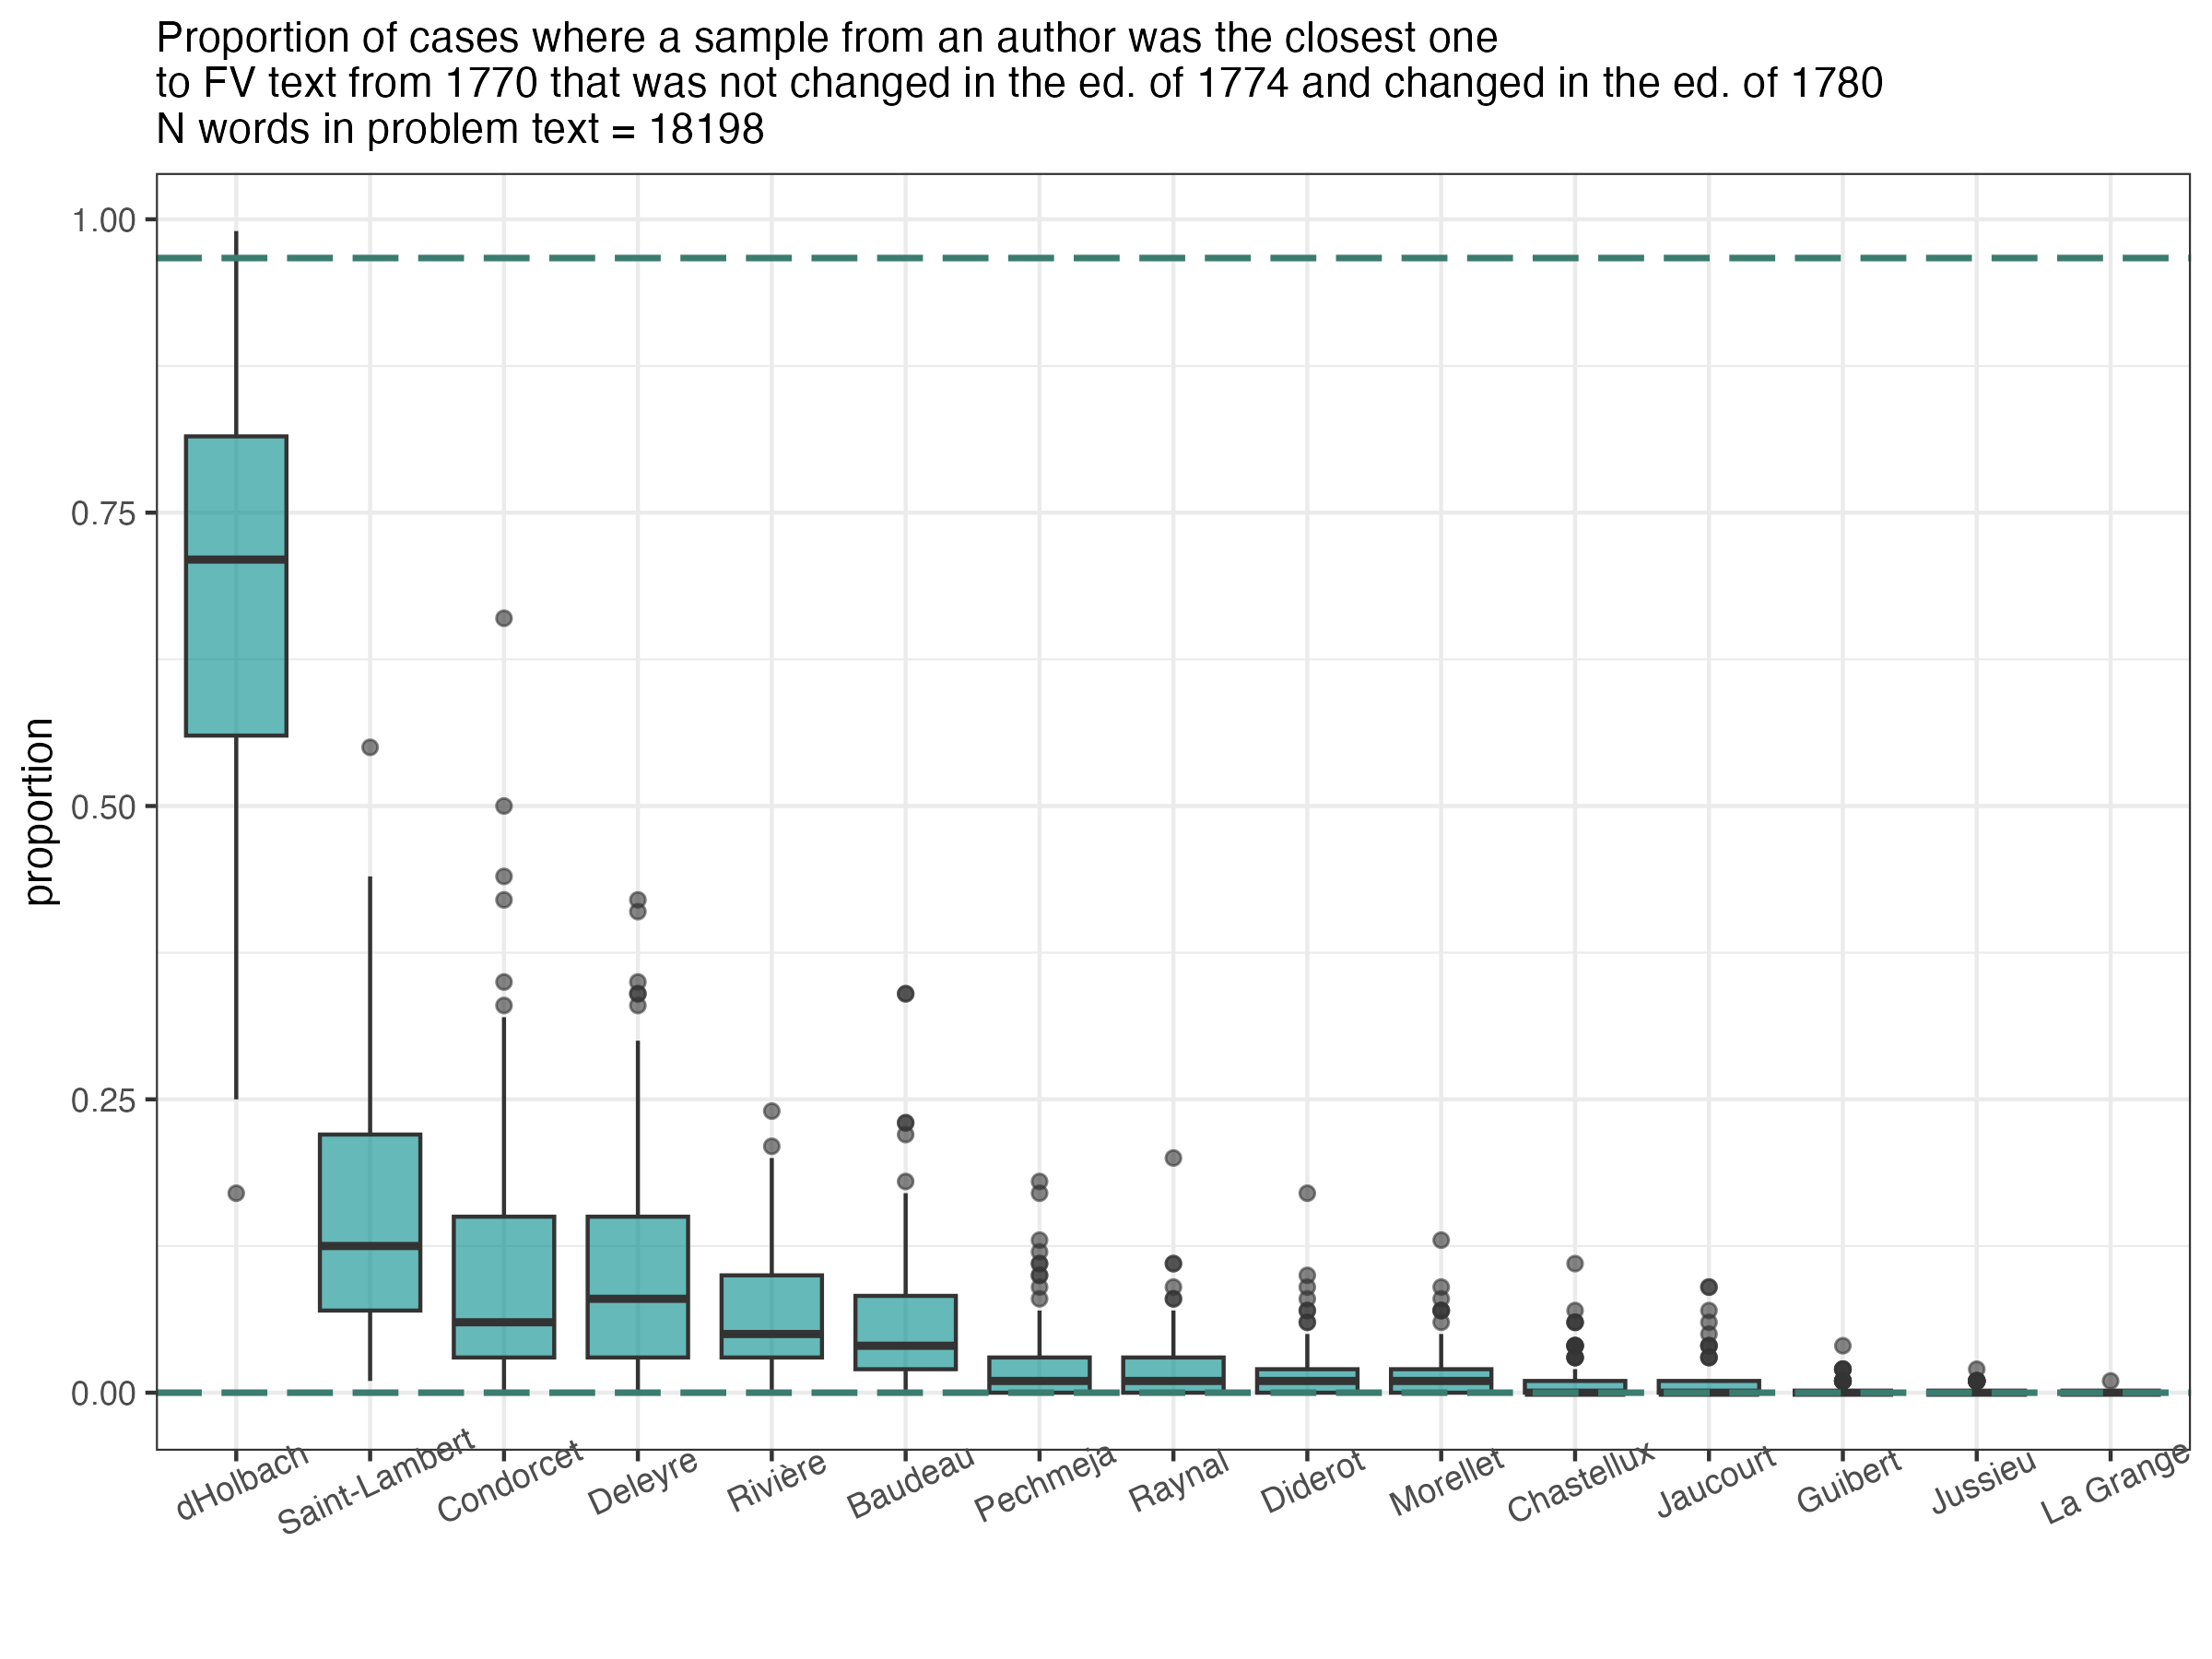 Proportion of cases where a sample from an author was the closest one
to FV text from 1770 that was not changed in the ed. of 1774 and changed in the ed. of 1780
N words in problem text = 18198
1.00
0.75
0.50
0.25
0.00
proportion
dHolbach
Saint-Lambert
Condorcet
Deleyre
Rivière
Baudeau
Pechmeja
Raynal
Diderot
Morellet
Chastellux
Jaucourt
Guibert
Jussieu
La Grange